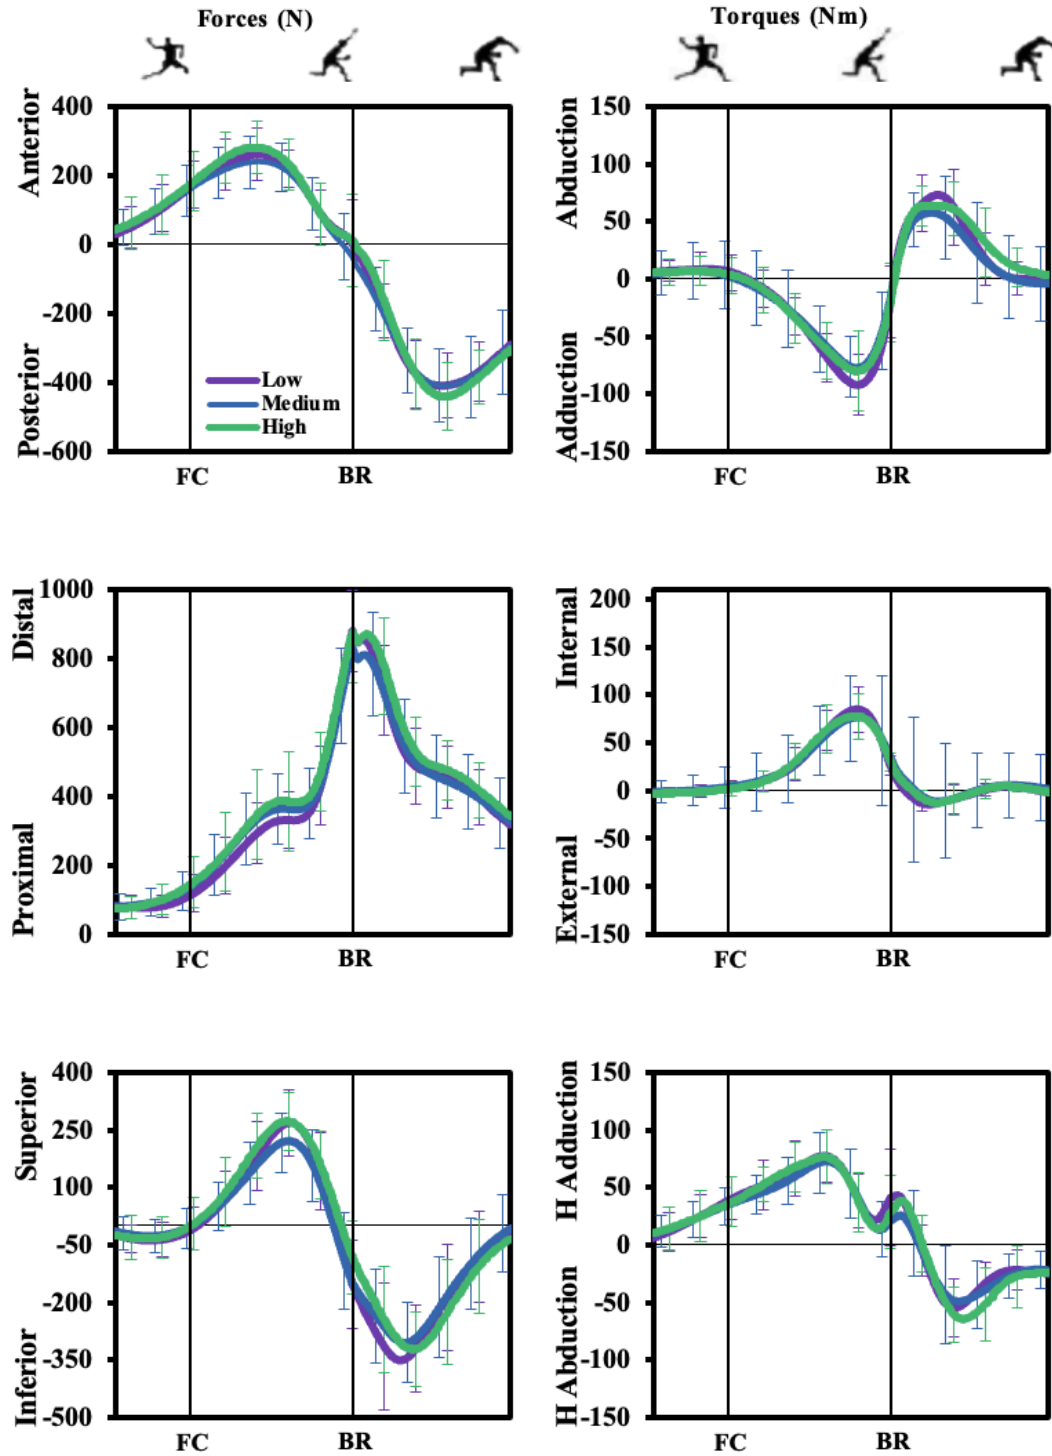 Forces (N)
Torques (Nm)
Anterior
Posterior
400
200
0
-200
-400
-600
Low
Medium
High
FC
BR
Abduction
Adduction
150
100
50
0
-50
-100
-150
FC
BR
Distal
Proximal
1000
800
600
400
200
0
FC
BR
Internal
External
200
150
100
50
0
-50
-100
-150
FC
BR
Superior
Inferior
400
250
100
-50
-200
-350
-500
FC
BR
H Adduction
H Abduction
150
100
50
0
-50
-100
-150
FC
BR